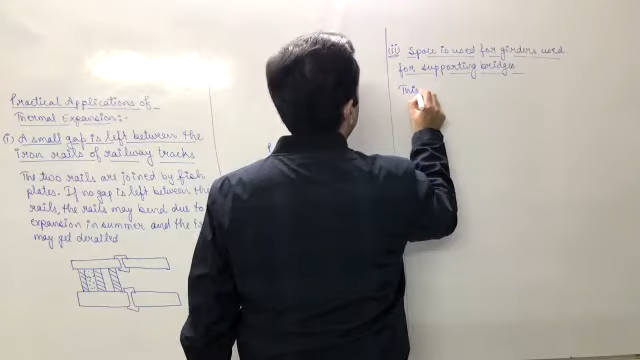 Practical Applications of
Thermal Expansion:-
(i) A small gap is left between the
iron rails of railway tracks
The two rails are joined by fish
plates. If no gap is left between the
rails, the rails may bend due to
expansion in summer and the
may get derailed
(iii) Space is used for girders used
for supporting bridges
This